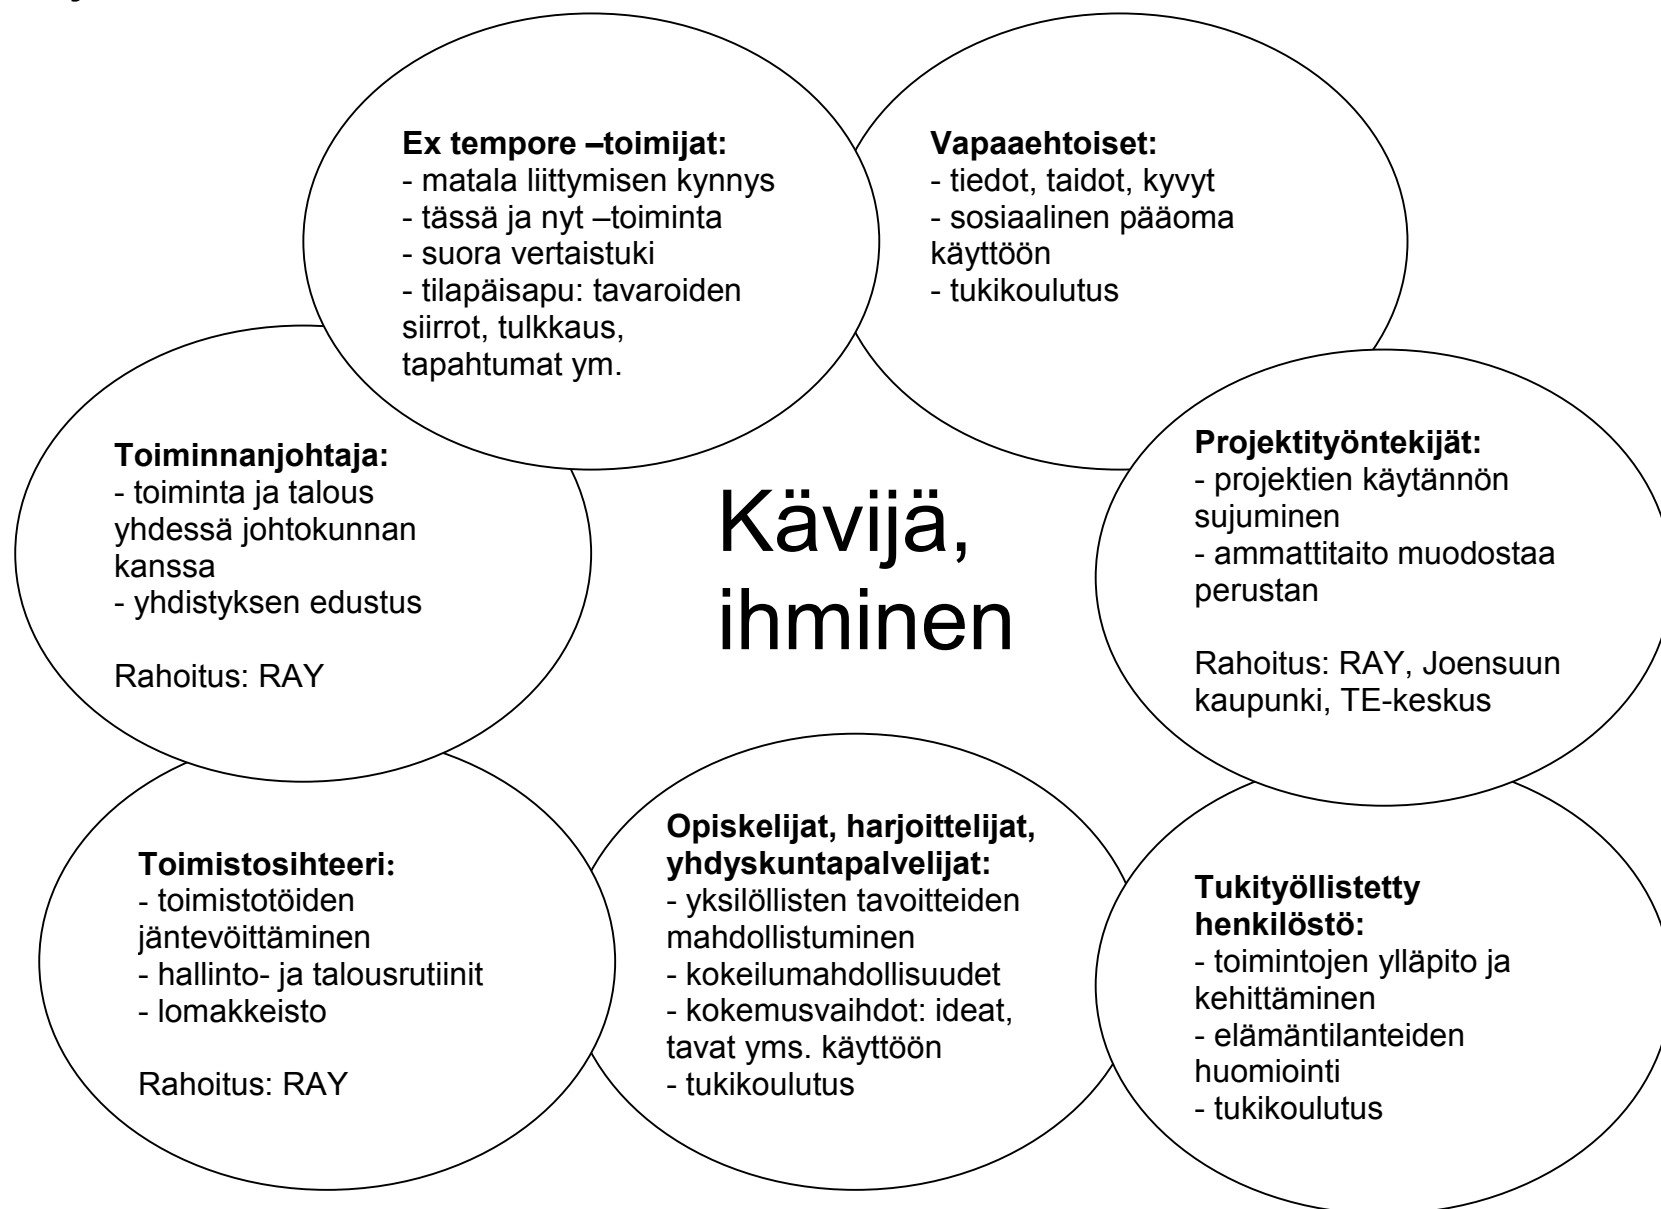 Ex tempore –toimijat:
- matala liittymisen kynnys
- tässä ja nyt –toiminta
- suora vertaistuki
- tilapäisapu: tavaroiden
siirrot, tulkkaus,
tapahtumat ym.
Vapaaehtoiset:
- tiedot, taidot, kyvyt
- sosiaalinen pääoma
käyttöön
- tukikoulutus
Toiminnanjohtaja:
- toiminta ja talous
yhdessä johtokunnan
kanssa
- yhdistyksen edustus
Rahoitus: RAY
Kävijä,
ihminen
Projektityöntekijät:
- projektien käytännön
sujuminen
- ammattitaito muodostaa
perustan
Rahoitus: RAY, Joensuun
kaupunki, TE-keskus
Toimistosihteeri:
- toimistotöiden
jäntevöittäminen
- hallinto- ja talousrutiinit
- lomakkeisto
Rahoitus: RAY
Opiskelijat, harjoittelijat,
yhdyskuntapalvelijat:
- yksilöllisten tavoitteiden
mahdollistuminen
- kokeilumahdollisuudet
- kokemusvaihdot: ideat,
tavat yms. käyttöön
- tukikoulutus
Tukityöllistetty
henkilöstö:
- toimintojen ylläpito ja
kehittäminen
- elämäntilanteiden
huomiointi
- tukikoulutus